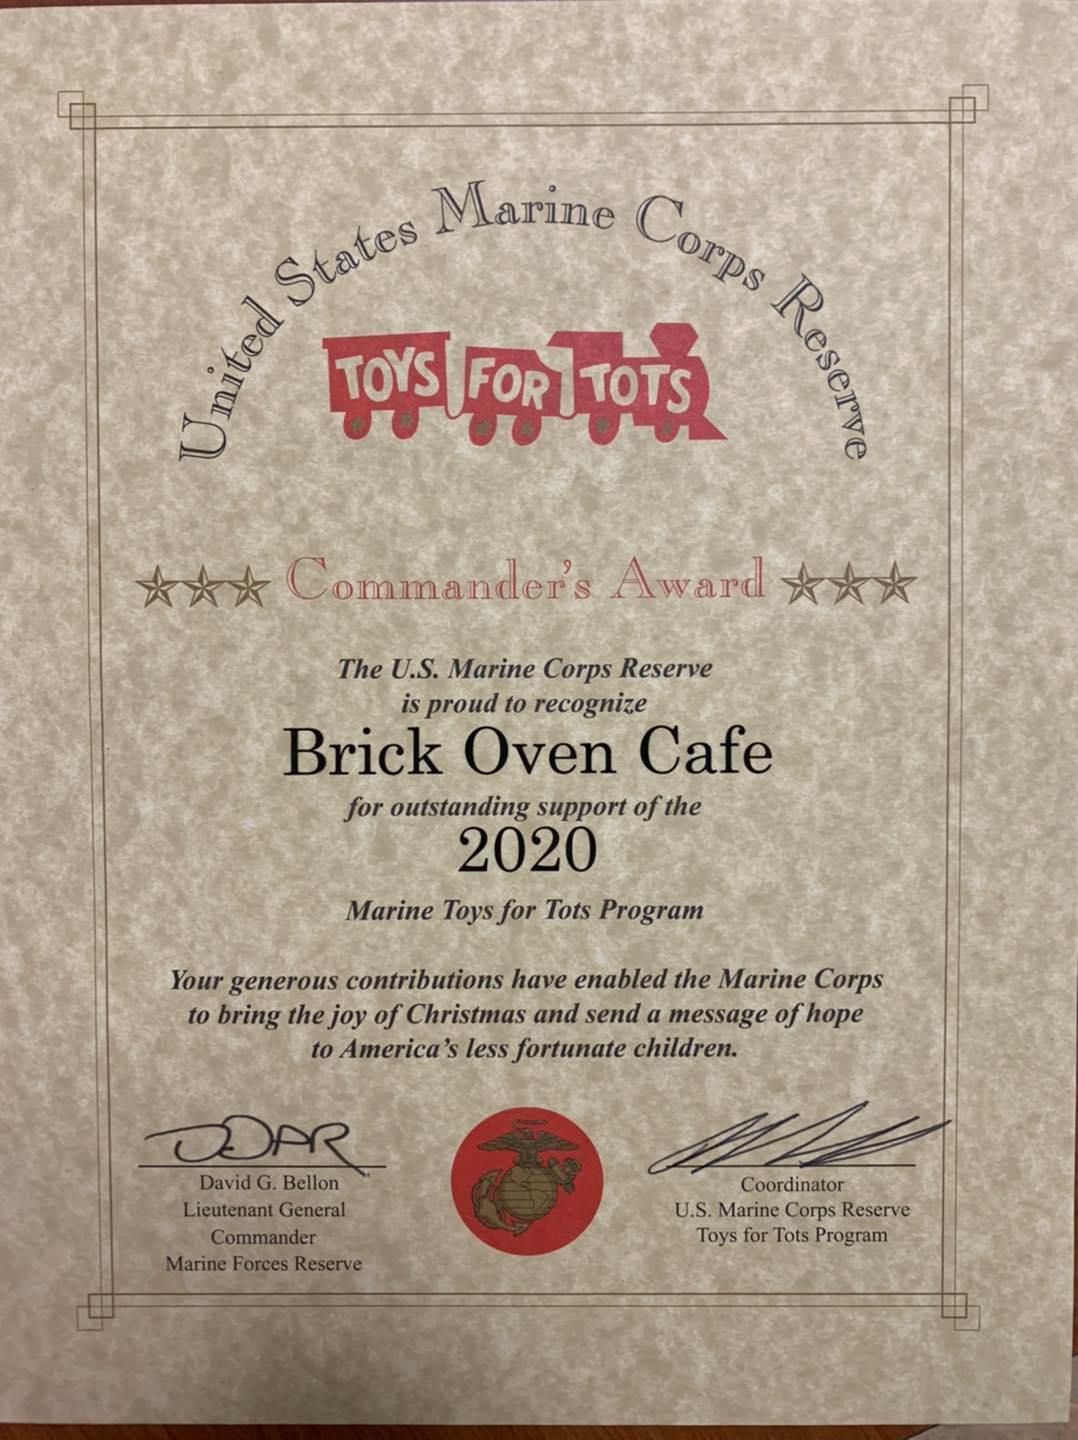 United States Marine Corps Reserve
TOYS FOR TOTS
Commander's Award
The U.S. Marine Corps Reserve
is proud to recognize
Brick Oven Cafe
for outstanding support of the
2020
Marine Toys for Tots Program
Your generous contributions have enabled the Marine Corps
to bring the joy of Christmas and send a message of hope
to America's less fortunate children.
David G. Bellon
Lieutenant General
Commander
Marine Forces Reserve
Coordinator
U.S. Marine Corps Reserve
Toys for Tots Program